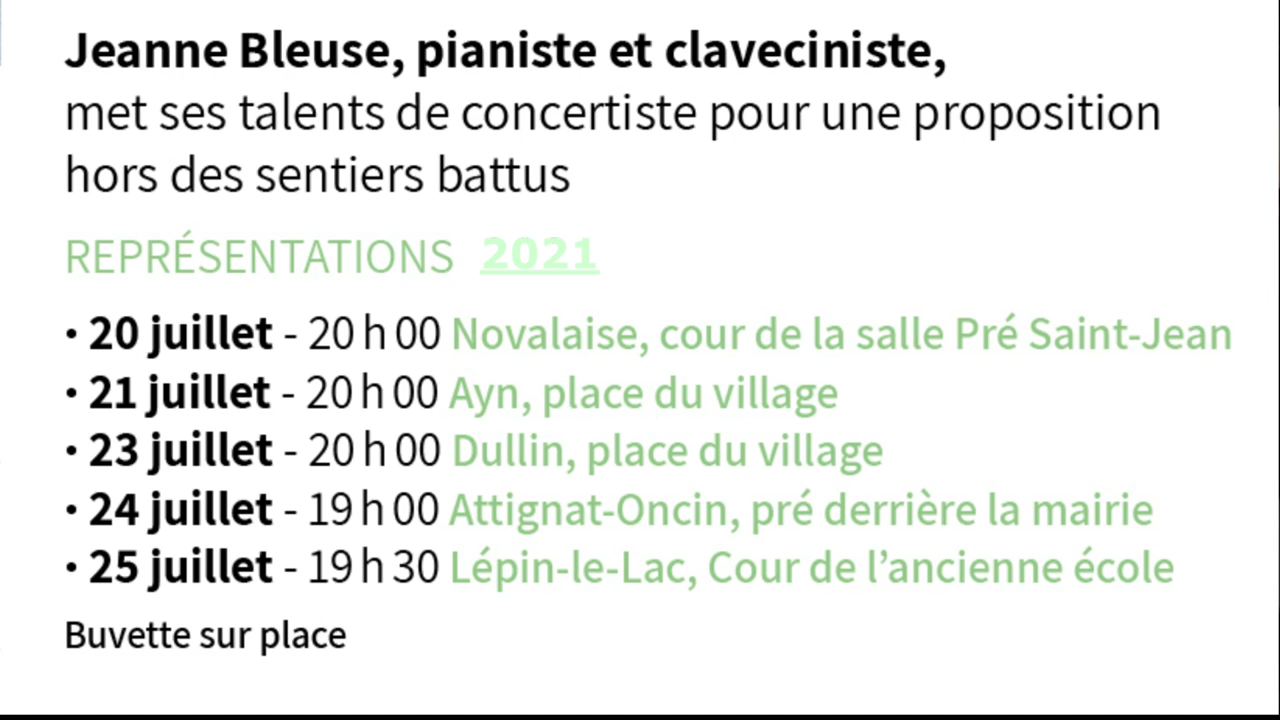 Jeanne Bleuse, pianiste et claveciniste,
met ses talents de concertiste pour une proposition
hors des sentiers battus
REPRÉSENTATIONS 2021
• 20 juillet - 20 h 00 Novalaise, cour de la salle Pré Saint-Jean
• 21 juillet - 20 h 00 Ayn, place du village
• 23 juillet - 20 h 00 Dullin, place du village
• 24 juillet - 19 h 00 Attignat-Oncin, pré derrière la mairie
• 25 juillet - 19 h 30 Lépin-le-Lac, Cour de l’ancienne école
Buvette sur place